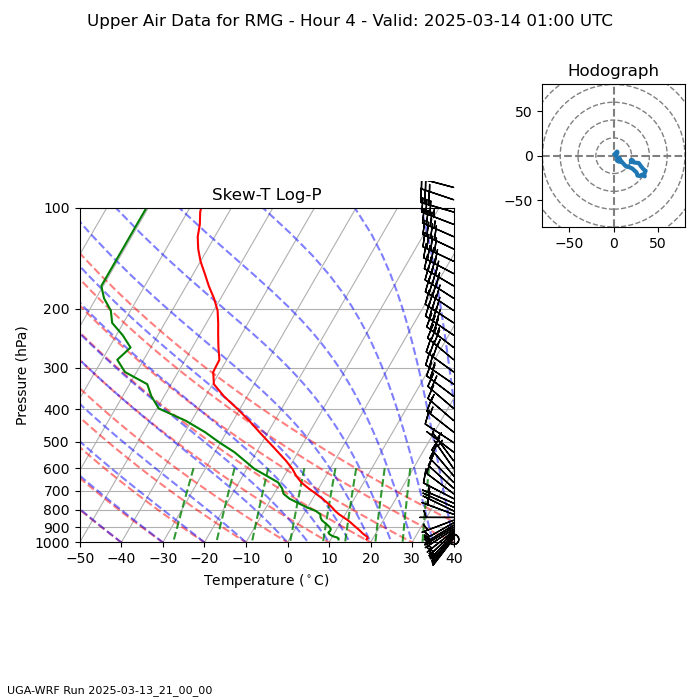 Upper Air Data for RMG - Hour 4 - Valid: 2025-03-14 01:00 UTC
Hodograph
50
0
−50
−50 0 50
Skew-T Log-P
Pressure (hPa)
100
200
300
400
500
600
700
800
900
1000
−50 −40 −30 −20 −10 0 10 20 30 40
Temperature (°C)
UGA-WRF Run 2025-03-13_21_00_00